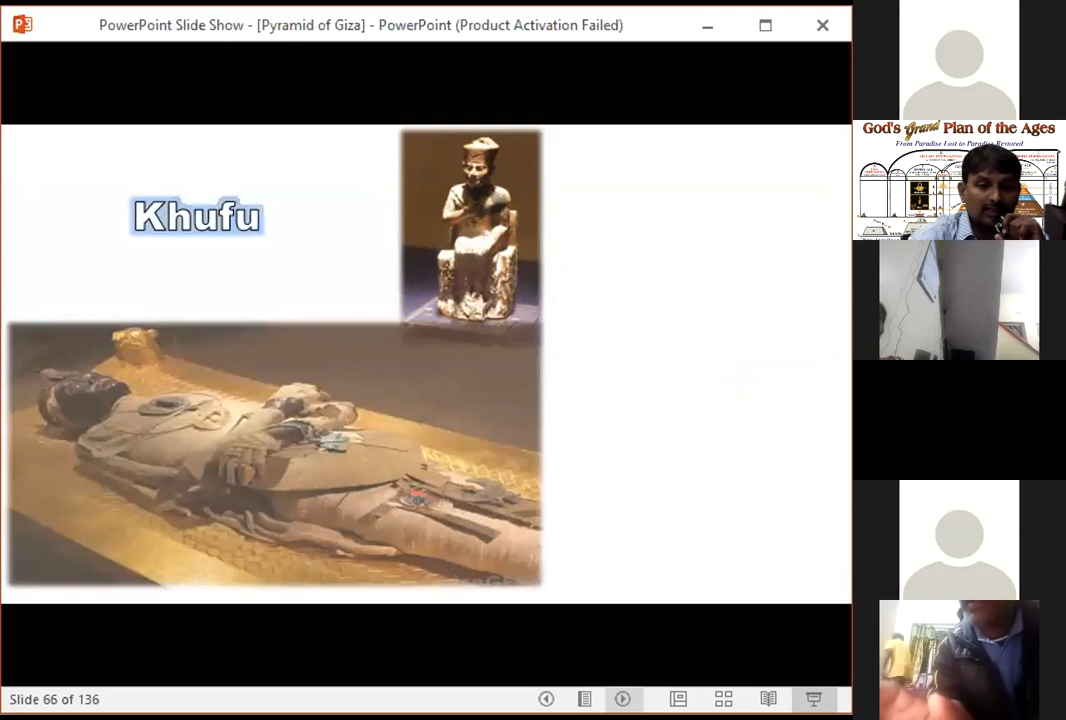 PowerPoint Slide Show - [Pyramid of Giza] - PowerPoint (Product Activation Failed)
Khufu
God's Grand Plan of the Ages
From Paradise Lost to Paradise Restored
Slide 66 of 136